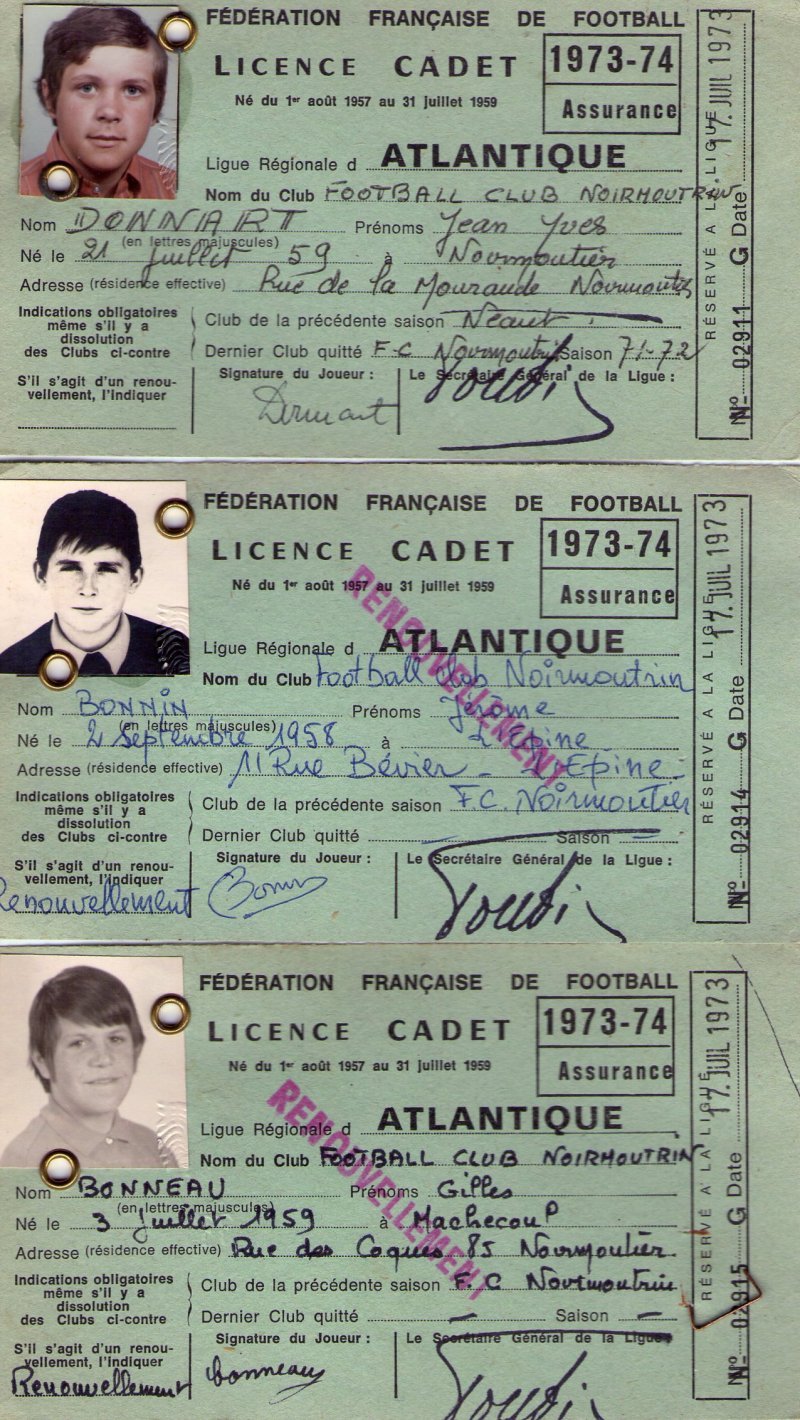 FÉDÉRATION FRANÇAISE DE FOOTBALL
LICENCE CADET
1973-74
Né du 1er août 1957 au 31 juillet 1959
Assurance
Ligue Régionale d ATLANTIQUE
Nom du Club FOOTBALL CLUB NOIRMOUTRIN
Nom DONNART Prénoms Jean Yves
(en lettres majuscules)
Né le 21 juillet 59 à Noirmoutier
Adresse (résidence effective) Rue de la Mouraude Noirmoutier
Indications obligatoires même s'il y a dissolution des Clubs ci-contre
Club de la précédente saison Néant
Dernier Club quitté F.C Noirmoutrin Saison 71-72
S'il s'agit d'un renouvellement, l'indiquer
Signature du Joueur :
Le Secrétaire Général de la Ligue :
Donnart
RÉSERVÉ A LA LIGUE
N° 02911 G Date 17. JUIL 1973
FÉDÉRATION FRANÇAISE DE FOOTBALL
LICENCE CADET
1973-74
Né du 1er août 1957 au 31 juillet 1959
Assurance
RENOUVELLEMENT
Ligue Régionale d ATLANTIQUE
Nom du Club Football Club Noirmoutrin
Nom BONNIN Prénoms Jérôme
(en lettres majuscules)
Né le 2 septembre 1958 à L'Epine
Adresse (résidence effective) 11 Rue Bévier - L'Epine -
Indications obligatoires même s'il y a dissolution des Clubs ci-contre
Club de la précédente saison F.C. Noirmoutier
Dernier Club quitté Saison
S'il s'agit d'un renouvellement, l'indiquer
Renouvellement
Signature du Joueur :
Le Secrétaire Général de la Ligue :
Bonnin
RÉSERVÉ A LA LIGUE
N° 02914 G Date 17. JUIL 1973
FÉDÉRATION FRANÇAISE DE FOOTBALL
LICENCE CADET
1973-74
Né du 1er août 1957 au 31 juillet 1959
Assurance
RENOUVELLEMENT
Ligue Régionale d ATLANTIQUE
Nom du Club FOOTBALL CLUB NOIRMOUTRIN
Nom BONNEAU Prénoms Gilles
(en lettres majuscules)
Né le 3 juillet 1959 à Machecoul
Adresse (résidence effective) Rue des Coques 85 Noirmoutier
Indications obligatoires même s'il y a dissolution des Clubs ci-contre
Club de la précédente saison F.C Noirmoutrin
Dernier Club quitté — Saison —
S'il s'agit d'un renouvellement, l'indiquer
Renouvellement
Signature du Joueur :
Le Secrétaire Général de la Ligue :
Bonneau
RÉSERVÉ A LA LIGUE
N° 02915 G Date 17. JUIL 1973